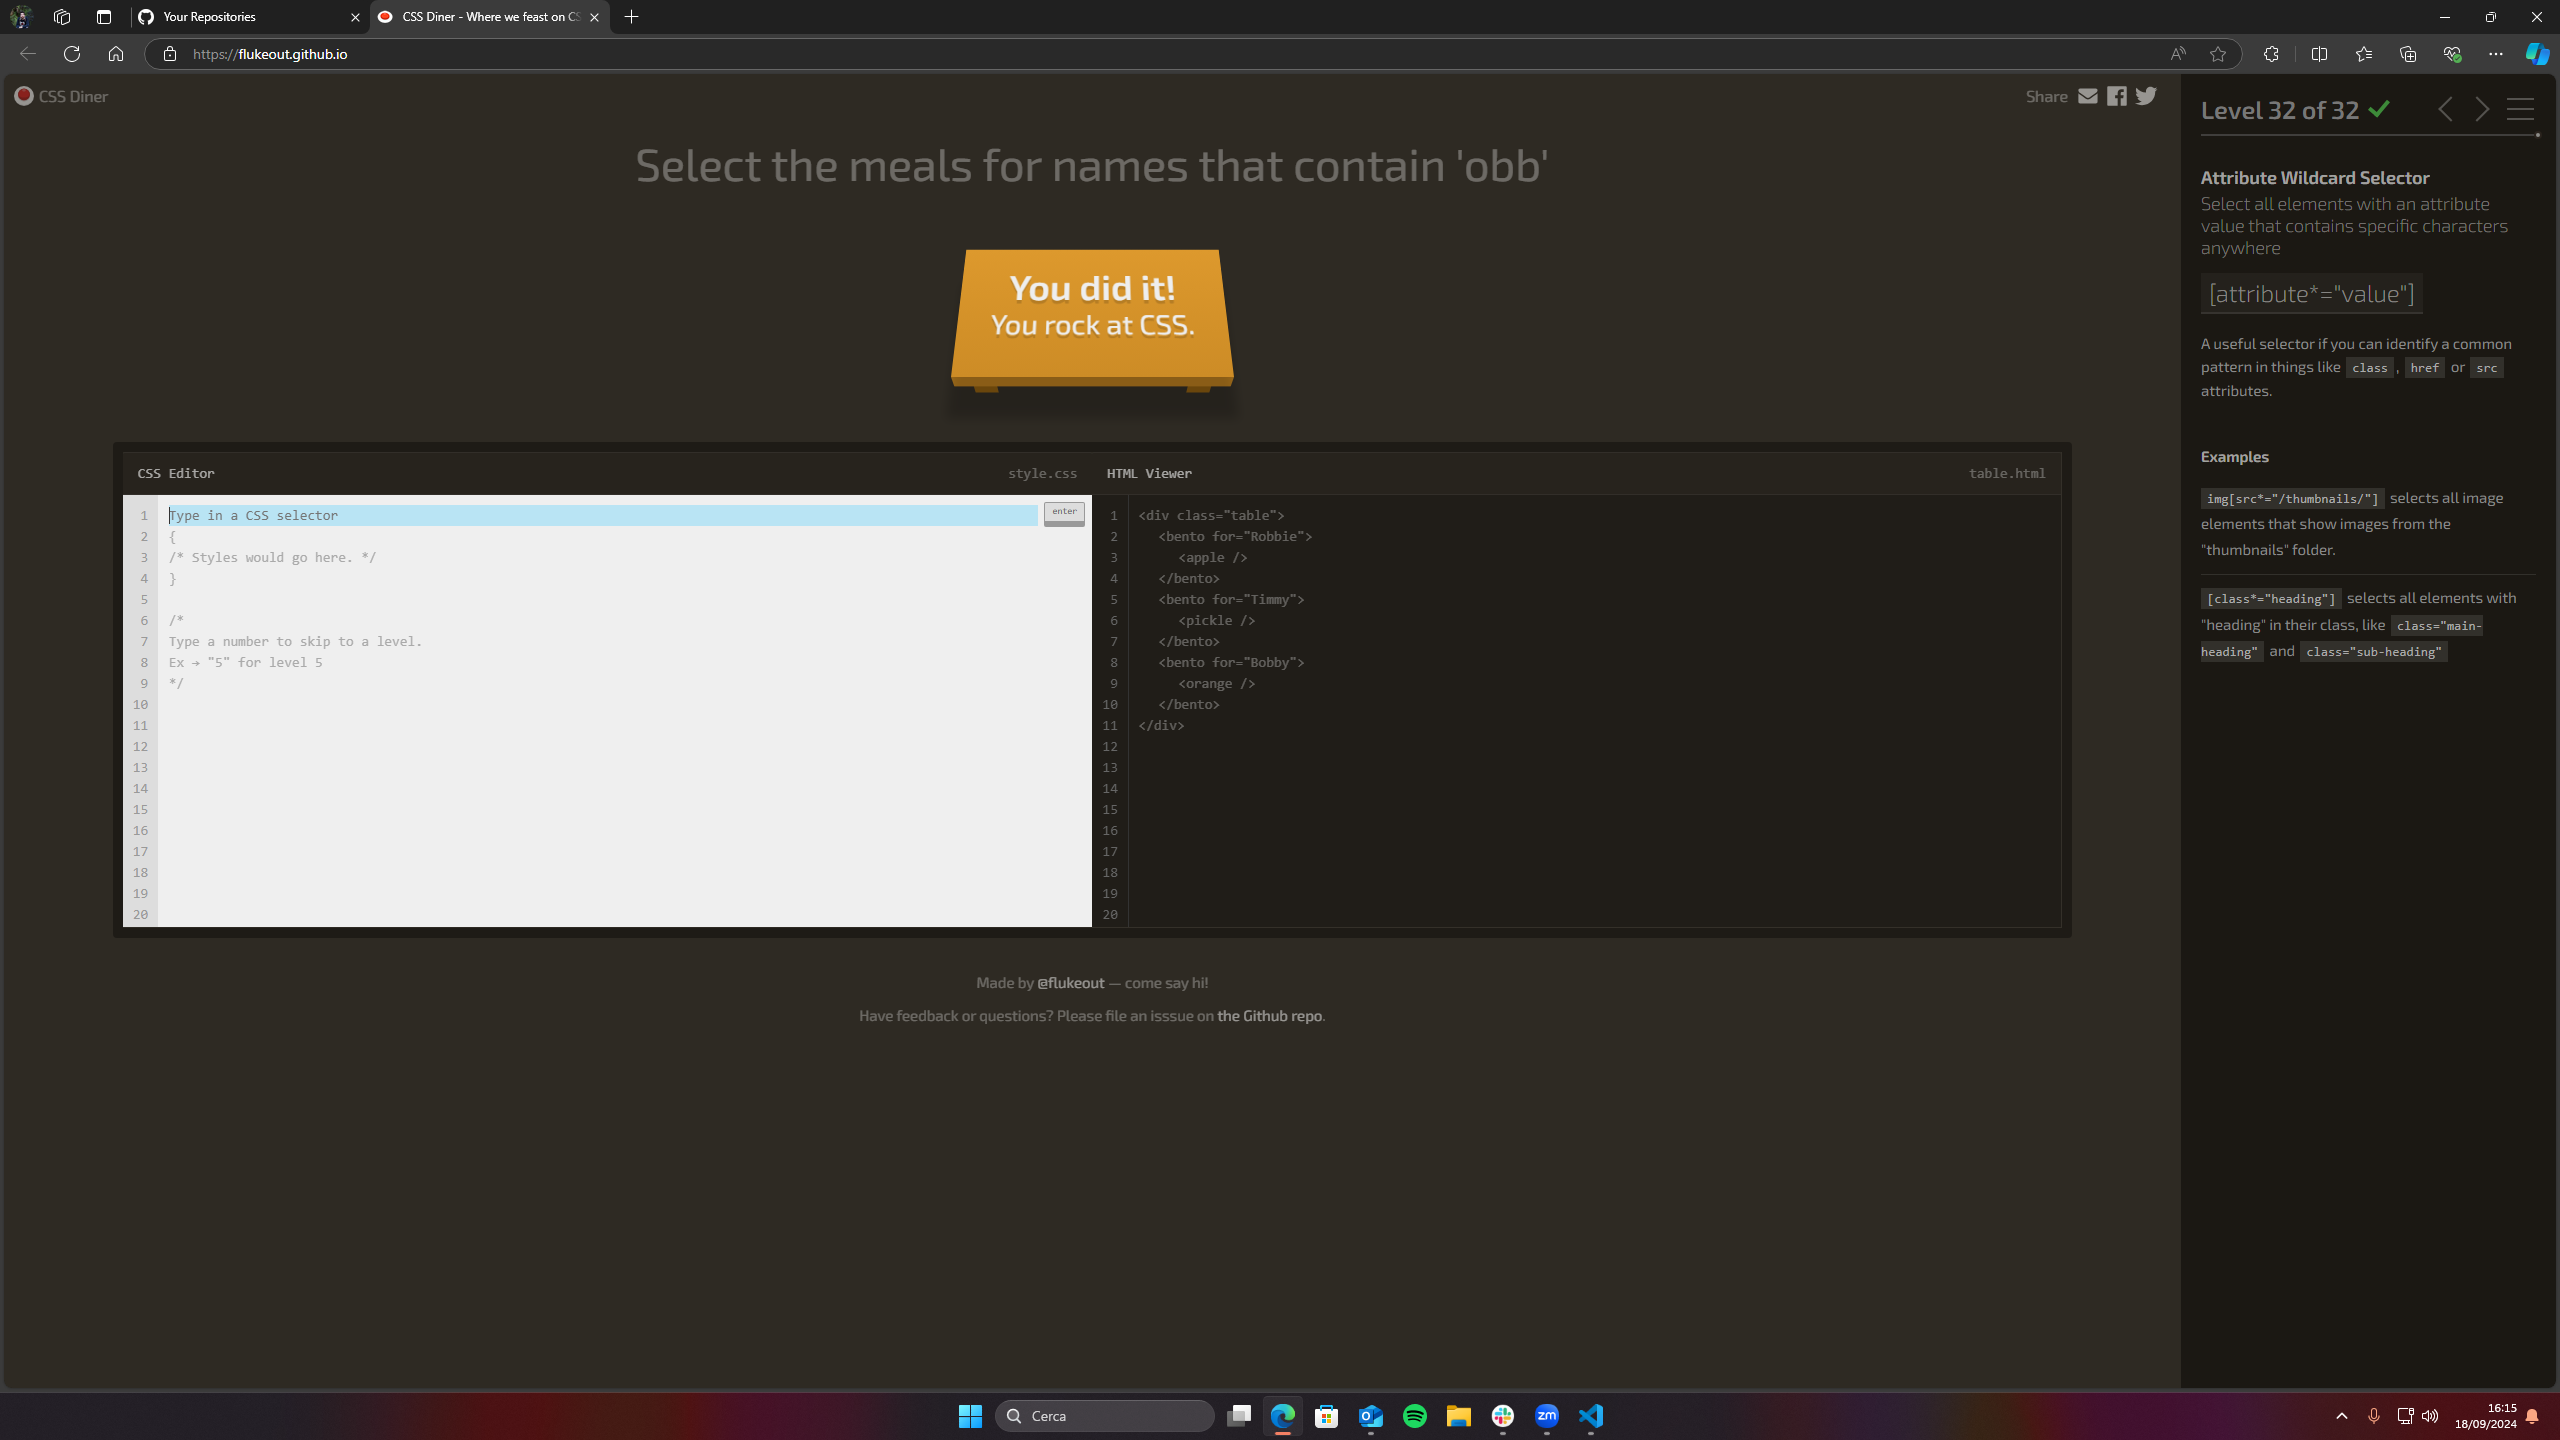 Your Repositories
CSS Diner - Where we feast on CS
https://flukeout.github.io
CSS Diner
Share
Select the meals for names that contain 'obb'
You did it!
You rock at CSS.
CSS Editor
style.css
HTML Viewer
table.html
1
2
3
4
5
6
7
8
9
10
11
12
13
14
15
16
17
18
19
20
Type in a CSS selector
enter
{
/* Styles would go here. */
}
/*
Type a number to skip to a level.
Ex → "5" for level 5
*/
1
2
3
4
5
6
7
8
9
10
11
12
13
14
15
16
17
18
19
20
<div class="table">
<bento for="Robbie">
<apple />
</bento>
<bento for="Timmy">
<pickle />
</bento>
<bento for="Bobby">
<orange />
</bento>
</div>
Made by @flukeout — come say hi!
Have feedback or questions? Please file an isssue on the Github repo.
Level 32 of 32
Attribute Wildcard Selector
Select all elements with an attribute
value that contains specific characters
anywhere
[attribute*="value"]
A useful selector if you can identify a common
pattern in things like class , href or src
attributes.
Examples
img[src*="/thumbnails/"] selects all image
elements that show images from the
"thumbnails" folder.
[class*="heading"] selects all elements with
"heading" in their class, like class="main-
heading" and class="sub-heading"
Cerca
zm
16:15
18/09/2024